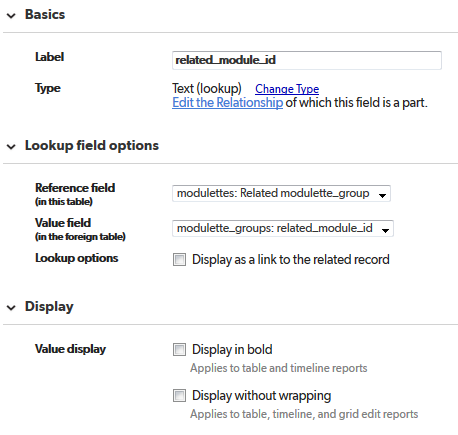 Basics
Label related_module_id
Type Text (lookup) Change Type
Edit the Relationship of which this field is a part.
Lookup field options
Reference field modulettes: Related modulette_group
(in this table)
Value field modulette_groups: related_module_id
(in the foreign table)
Lookup options Display as a link to the related record
Display
Value display Display in bold
Applies to table and timeline reports
Display without wrapping
Applies to table, timeline, and grid edit reports